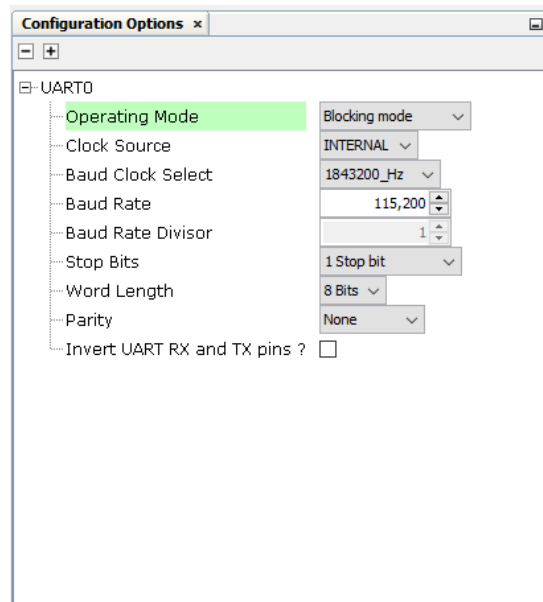 Configuration Options ×
UART0
Operating Mode Blocking mode
Clock Source INTERNAL
Baud Clock Select 1843200_Hz
Baud Rate 115,200
Baud Rate Divisor 1
Stop Bits 1 Stop bit
Word Length 8 Bits
Parity None
Invert UART RX and TX pins ?